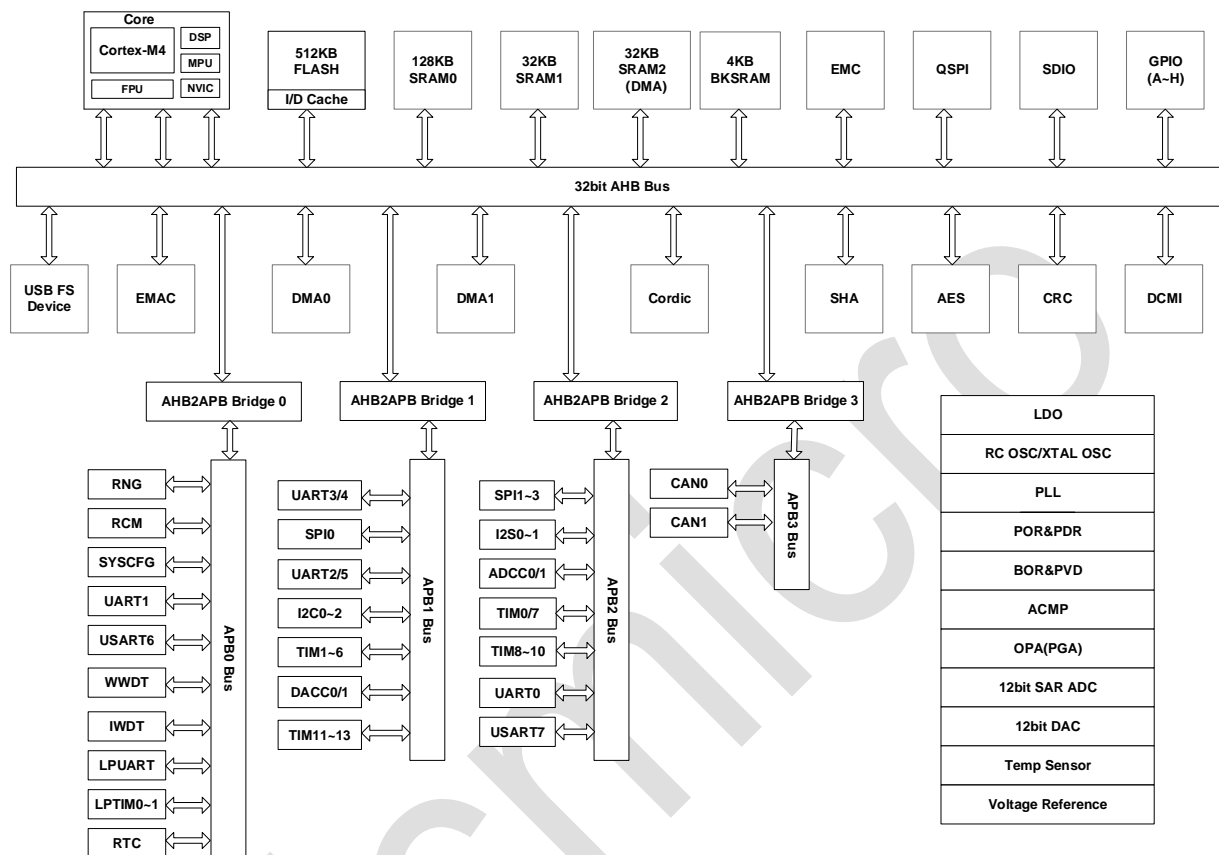 Core
Cortex-M4
DSP
MPU
FPU
NVIC
512KB
FLASH
I/D Cache
128KB
SRAM0
32KB
SRAM1
32KB
SRAM2
(DMA)
4KB
BKSRAM
EMC
QSPI
SDIO
GPIO
(A~H)
32bit AHB Bus
USB FS
Device
EMAC
DMA0
DMA1
Cordic
SHA
AES
CRC
DCMI
AHB2APB Bridge 0
AHB2APB Bridge 1
AHB2APB Bridge 2
AHB2APB Bridge 3
RNG
RCM
SYSCFG
UART1
USART6
WWDT
IWDT
LPUART
LPTIM0~1
RTC
APB0 Bus
UART3/4
SPI0
UART2/5
I2C0~2
TIM1~6
DACC0/1
TIM11~13
APB1 Bus
SPI1~3
I2S0~1
ADCC0/1
TIM0/7
TIM8~10
UART0
USART7
APB2 Bus
CAN0
CAN1
APB3 Bus
LDO
RC OSC/XTAL OSC
PLL
POR&PDR
BOR&PVD
ACMP
OPA(PGA)
12bit SAR ADC
12bit DAC
Temp Sensor
Voltage Reference
micro